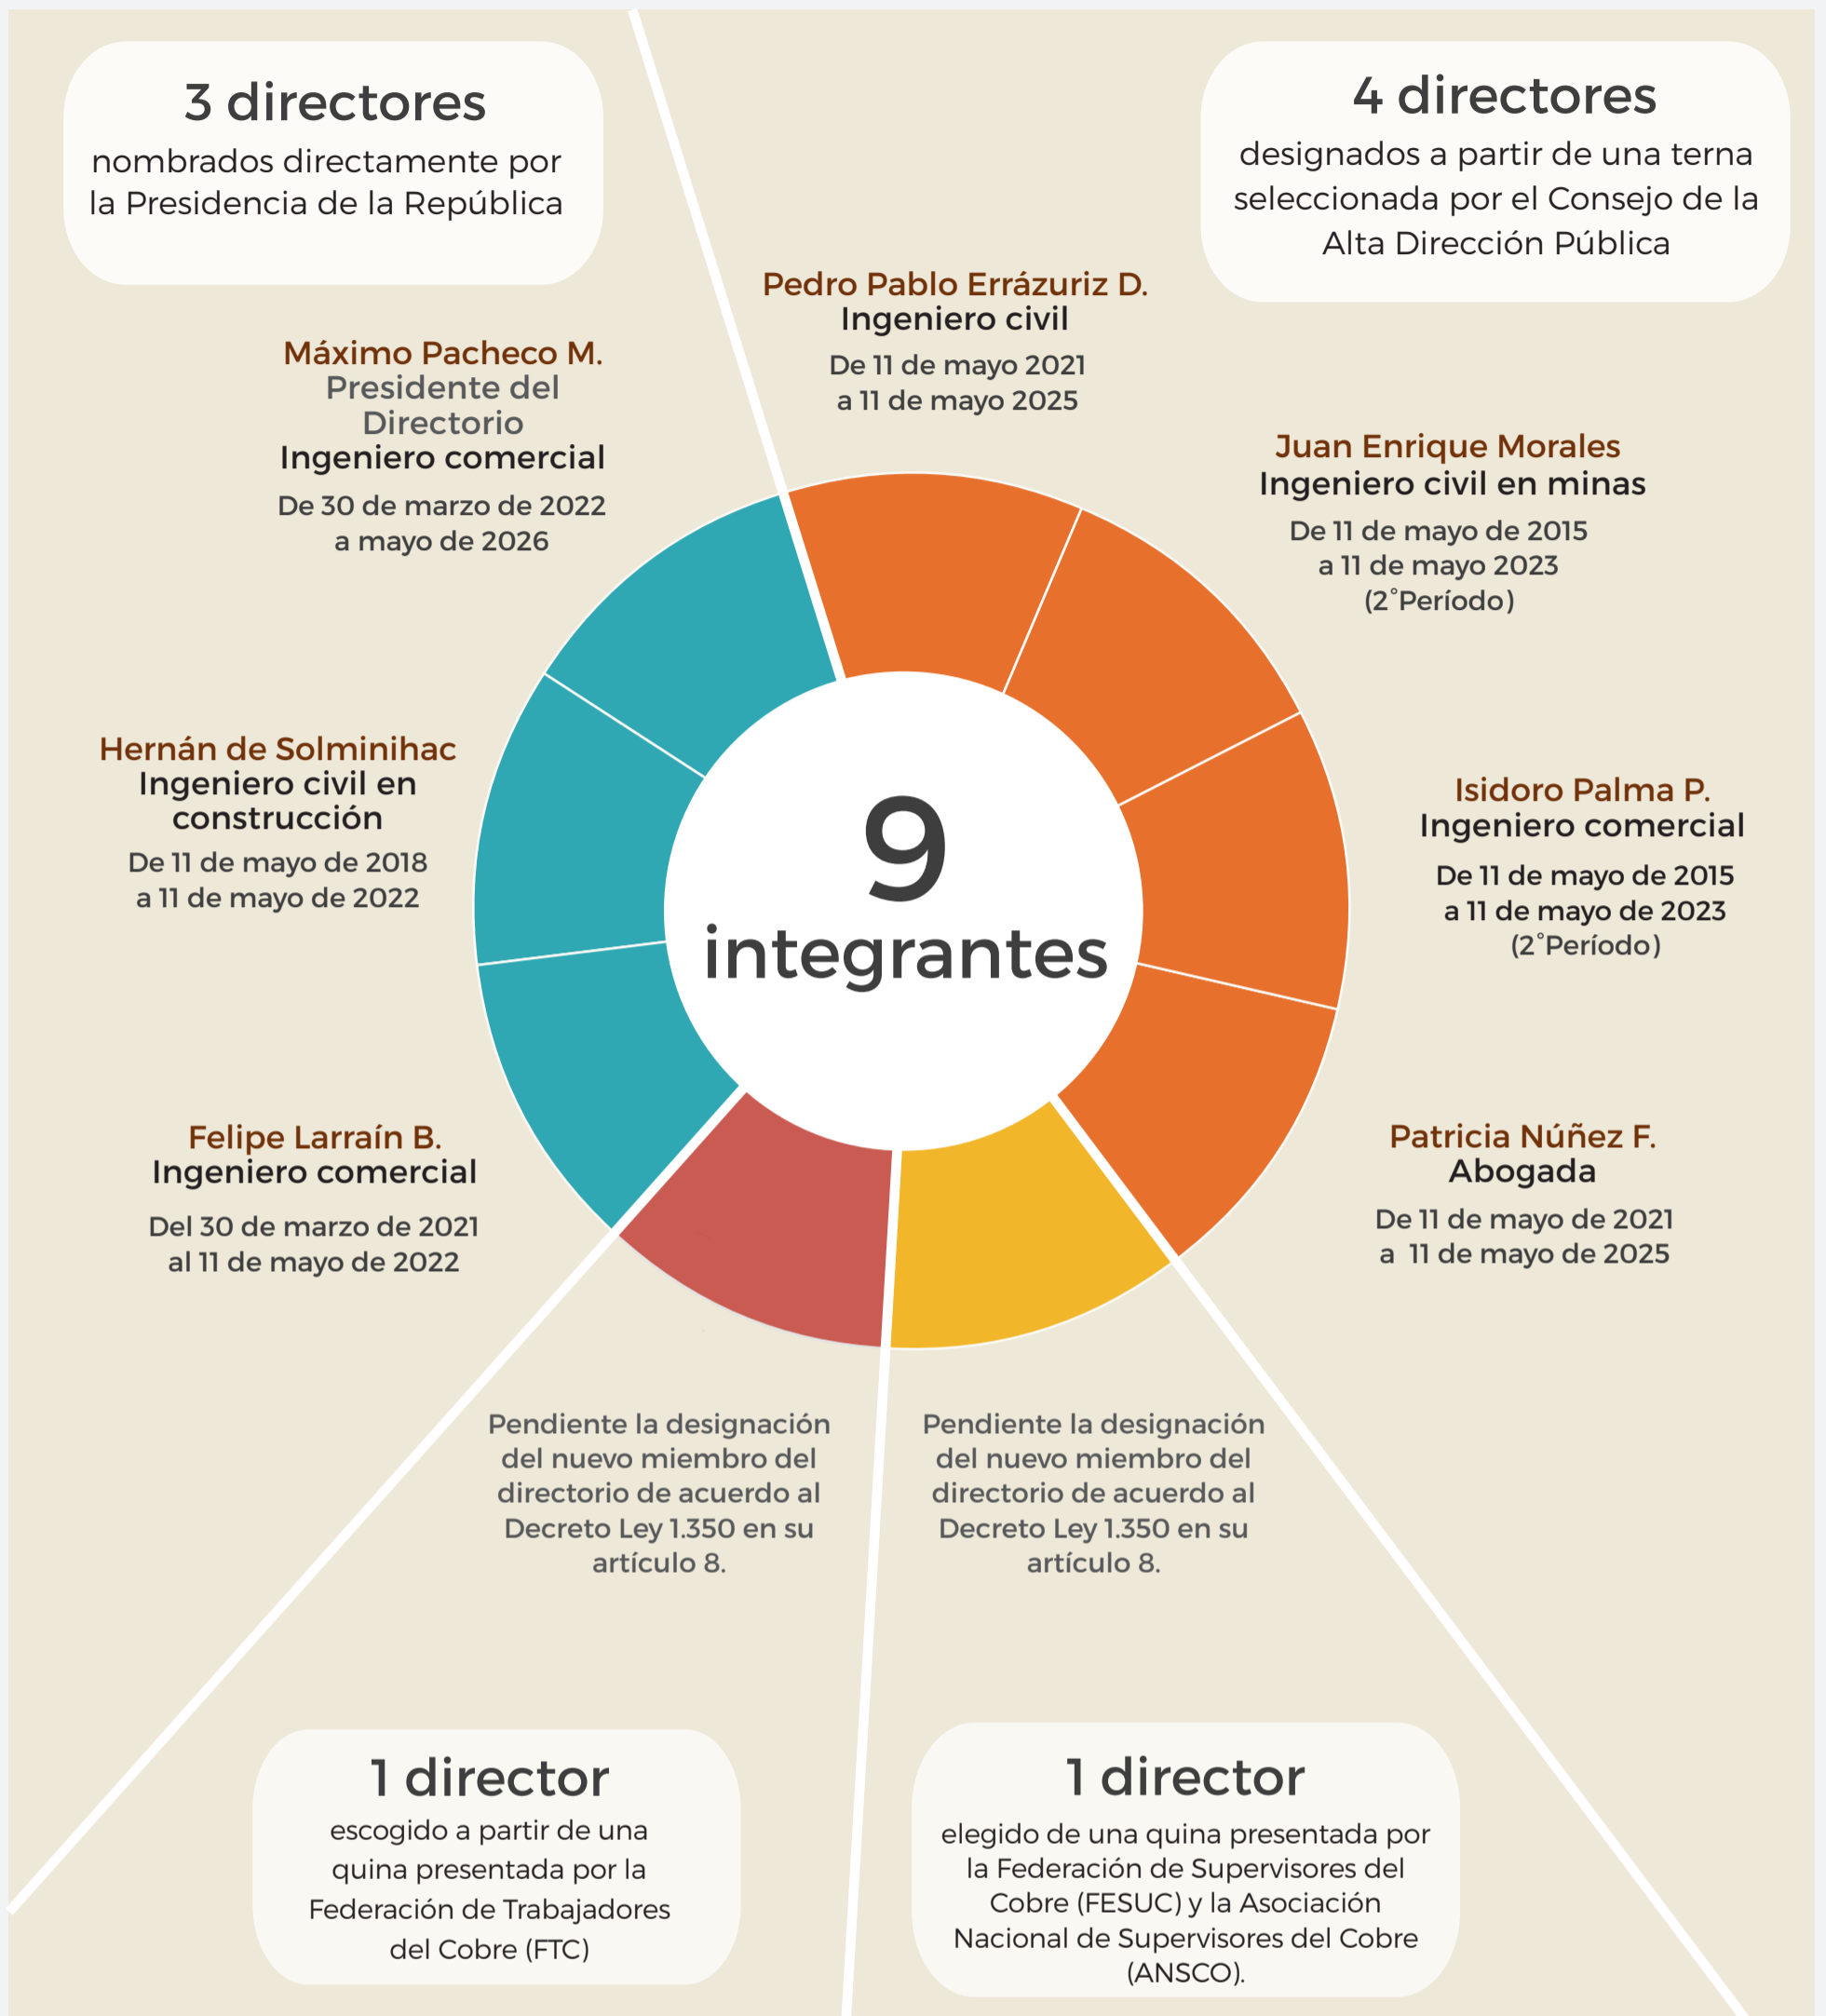 3 directores
nombrados directamente por
la Presidencia de la República
4 directores
designados a partir de una terna
seleccionada por el Consejo de la
Alta Dirección Pública
Pedro Pablo Errázuriz D.
Ingeniero civil
De 11 de mayo 2021
a 11 de mayo 2025
Máximo Pacheco M.
Presidente del
Directorio
Ingeniero comercial
De 30 de marzo de 2022
a mayo de 2026
Juan Enrique Morales
Ingeniero civil en minas
De 11 de mayo de 2015
a 11 de mayo 2023
(2°Período)
Hernán de Solminihac
Ingeniero civil en
construcción
De 11 de mayo de 2018
a 11 de mayo de 2022
9
integrantes
Isidoro Palma P.
Ingeniero comercial
De 11 de mayo de 2015
a 11 de mayo de 2023
(2°Período)
Felipe Larraín B.
Ingeniero comercial
Del 30 de marzo de 2021
al 11 de mayo de 2022
Patricia Núñez F.
Abogada
De 11 de mayo de 2021
a 11 de mayo de 2025
Pendiente la designación
del nuevo miembro del
directorio de acuerdo al
Decreto Ley 1.350 en su
artículo 8.
Pendiente la designación
del nuevo miembro del
directorio de acuerdo al
Decreto Ley 1.350 en su
artículo 8.
1 director
escogido a partir de una
quina presentada por la
Federación de Trabajadores
del Cobre (FTC)
1 director
elegido de una quina presentada por
la Federación de Supervisores del
Cobre (FESUC) y la Asociación
Nacional de Supervisores del Cobre
(ANSCO).